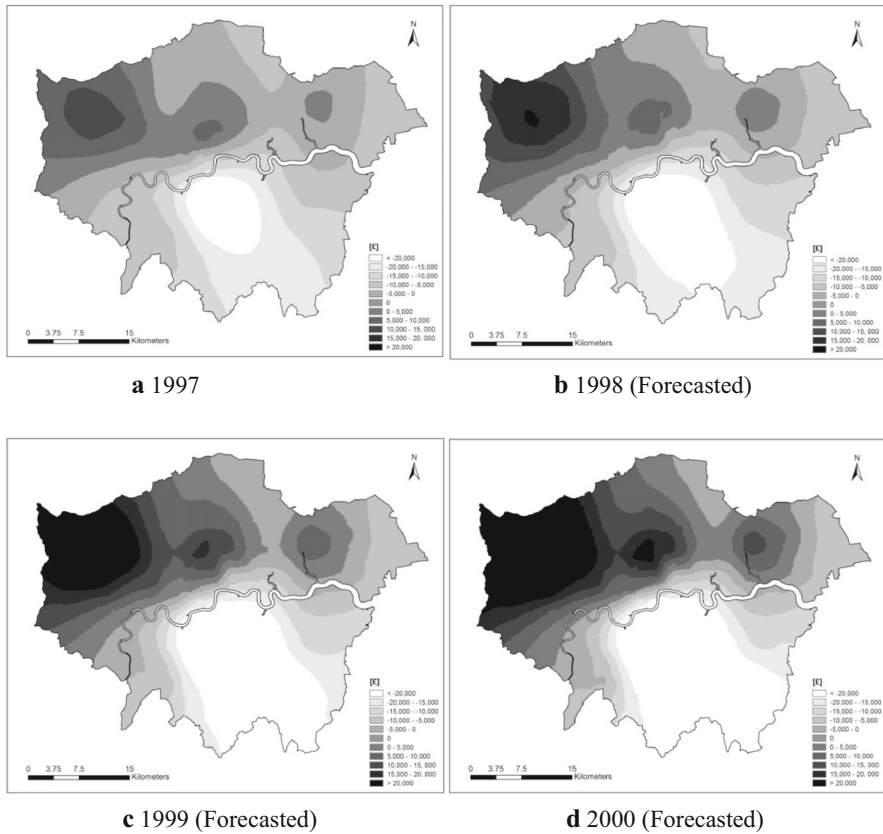 N
[£]
< -20,000
-20,000 - -15,000
-15,000 - -10,000
-10,000 - -5,000
-5,000 - 0
0
0 - 5,000
5,000 - 10,000
10,000 - 15, 000
15,000 - 20. 000
> 20,000
0 3.75 7.5 15
Kilometers
a 1997
N
[£]
< -20,000
-20,000 - -15,000
-15,000 - -10,000
-10,000 - -5,000
-5,000 - 0
0
0 - 5,000
5,000 - 10,000
10,000 - 15, 000
15,000 - 20. 000
> 20,000
0 3.75 7.5 15
Kilometers
b 1998 (Forecasted)
N
[£]
< -20,000
-20,000 - -15,000
-15,000 - -10,000
-10,000 - -5,000
-5,000 - 0
0
0 - 5,000
5,000 - 10,000
10,000 - 15, 000
15,000 - 20. 000
> 20,000
0 3.75 7.5 15
Kilometers
c 1999 (Forecasted)
N
[£]
< -20,000
-20,000 - -15,000
-15,000 - -10,000
-10,000 - -5,000
-5,000 - 0
0
0 - 5,000
5,000 - 10,000
10,000 - 15, 000
15,000 - 20. 000
> 20,000
0 3.75 7.5 15
Kilometers
d 2000 (Forecasted)